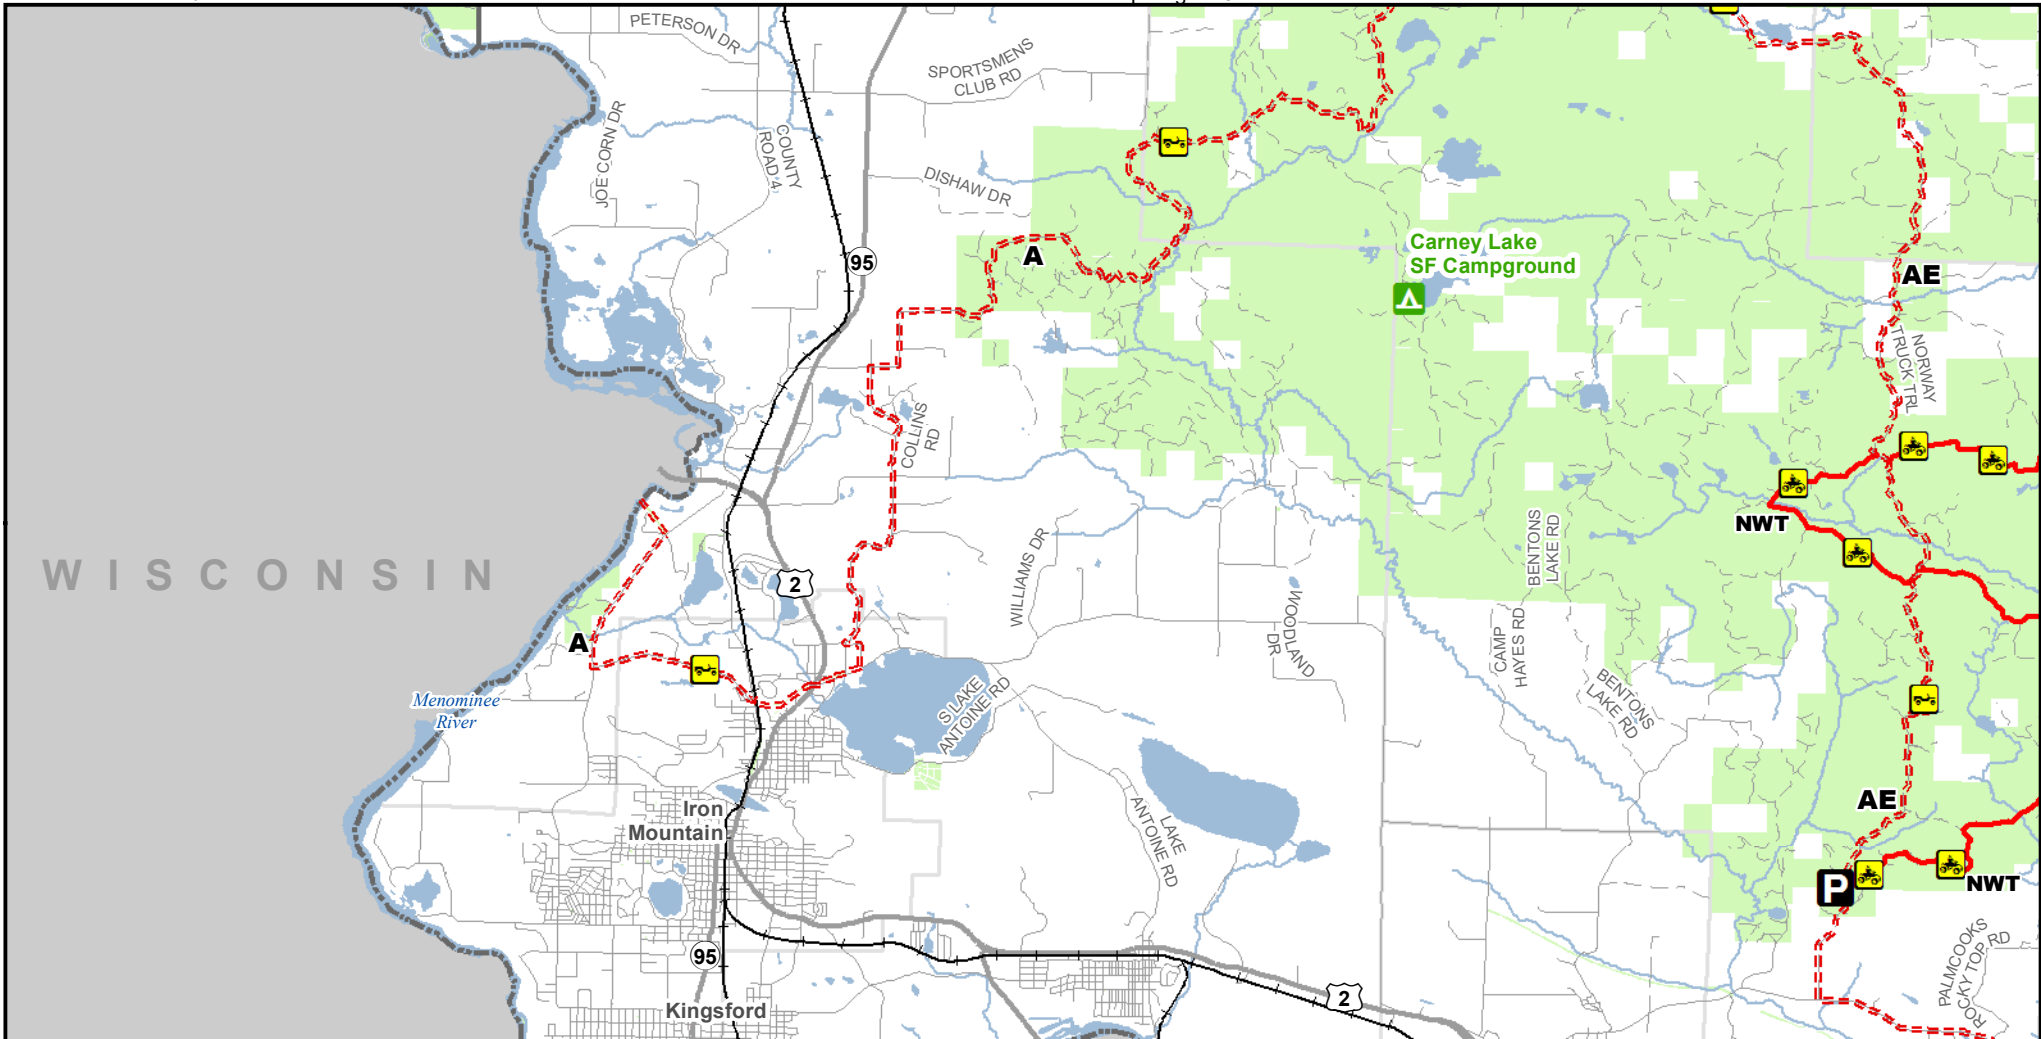 PETERSON DR
SPORTSMENS
CLUB RD
JOE CORN DR
COUNTY
ROAD 4
DISHAW DR
95
A
Carney Lake
SF Campground
AE
NORWAY
TRUCK TRL
COLLINS
RD
NWT
WISCONSIN
2
WILLIAMS DR
BENTONS
LAKE RD
WOODLAND
DR
CAMP
HAYES RD
A
Menominee
River
S LAKE
ANTOINE RD
BENTONS
LAKE RD
Iron
Mountain
LAKE
ANTOINE RD
AE
P
NWT
95
Kingsford
2
PALMCOOKS
ROCKY TOP RD